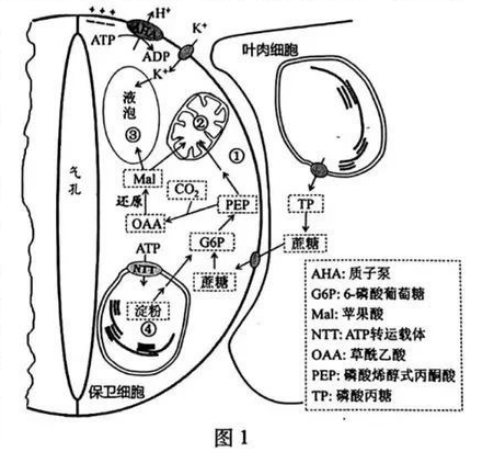 +++
H⁺
AHA
ATP
ADP
K⁺
K⁺
叶肉细胞
液泡
③
②
①
气孔
Mal
CO₂
还原
PEP
TP
OAA
ATP
G6P
蔗糖
NTT
蔗糖
淀粉
④
保卫细胞
AHA: 质子泵
G6P: 6-磷酸葡萄糖
Mal: 苹果酸
NTT: ATP转运载体
OAA: 草酰乙酸
PEP: 磷酸烯醇式丙酮酸
TP: 磷酸丙糖
图1